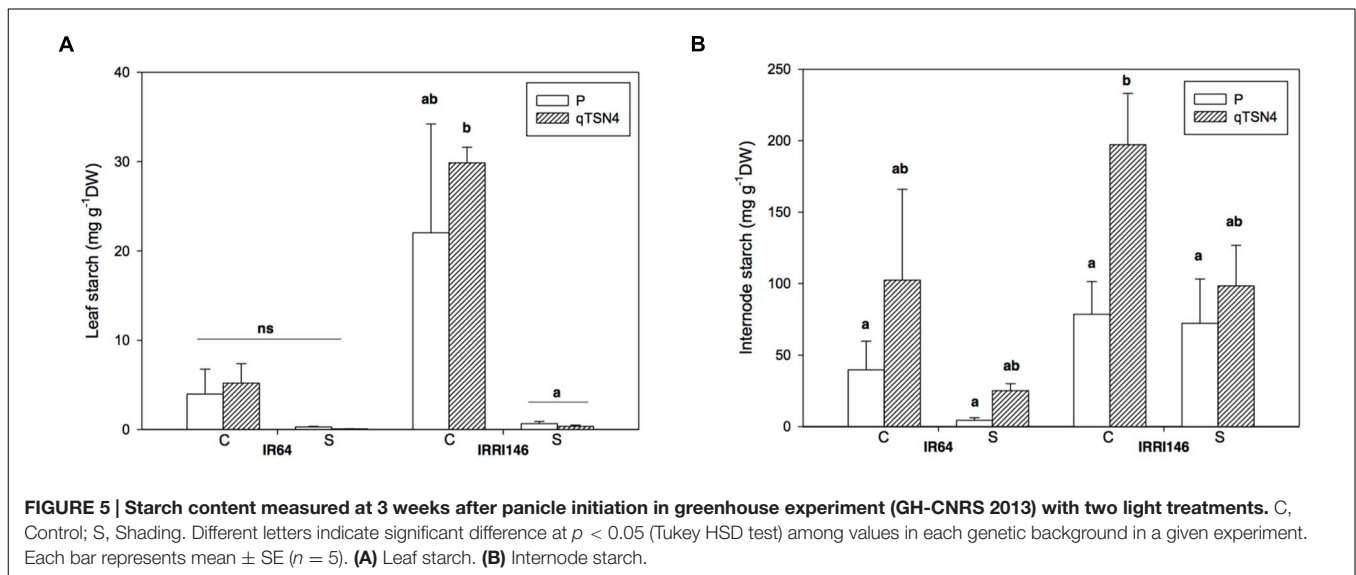 A
40
30
20
10
0
Leaf starch (mg g⁻¹DW)
P
qTSN4
ns
ab
b
a
C
S
C
S
IR64
IRRI146
B
250
200
150
100
50
0
Internode starch (mg g⁻¹DW)
P
qTSN4
a
ab
a
ab
a
b
a
ab
C
S
C
S
IR64
IRRI146
FIGURE 5 | Starch content measured at 3 weeks after panicle initiation in greenhouse experiment (GH-CNRS 2013) with two light treatments. C,
Control; S, Shading. Different letters indicate significant difference at p < 0.05 (Tukey HSD test) among values in each genetic background in a given experiment.
Each bar represents mean ± SE (n = 5). (A) Leaf starch. (B) Internode starch.